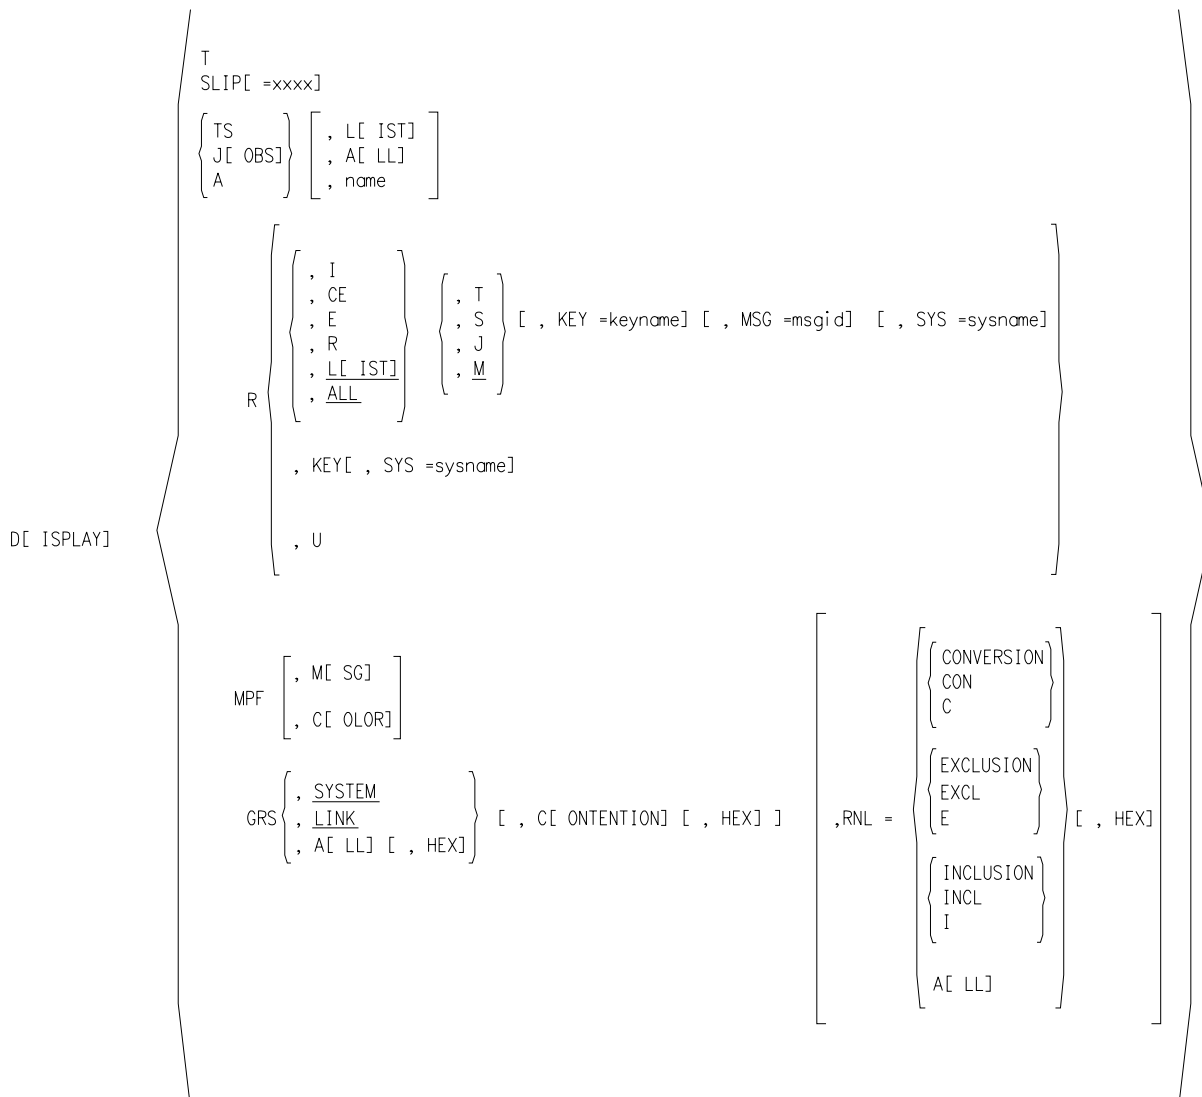 T
SLIP[ =xxxx]
TS
J[ OBS]
A
, L[ IST]
, A[ LL]
, name
R
, I
, CE
, E
, R
, L[ IST]
, ALL
, T
, S
, J
, M
[ , KEY =keyname] [ , MSG =msgid] [ , SYS =sysname]
, KEY[ , SYS =sysname]
, U
D[ ISPLAY]
MPF
, M[ SG]
, C[ OLOR]
GRS
, SYSTEM
, LINK
, A[ LL] [ , HEX]
[ , C[ ONTENTION] [ , HEX] ]
,RNL =
CONVERSION
CON
C
EXCLUSION
EXCL
E
INCLUSION
INCL
I
A[ LL]
[ , HEX]